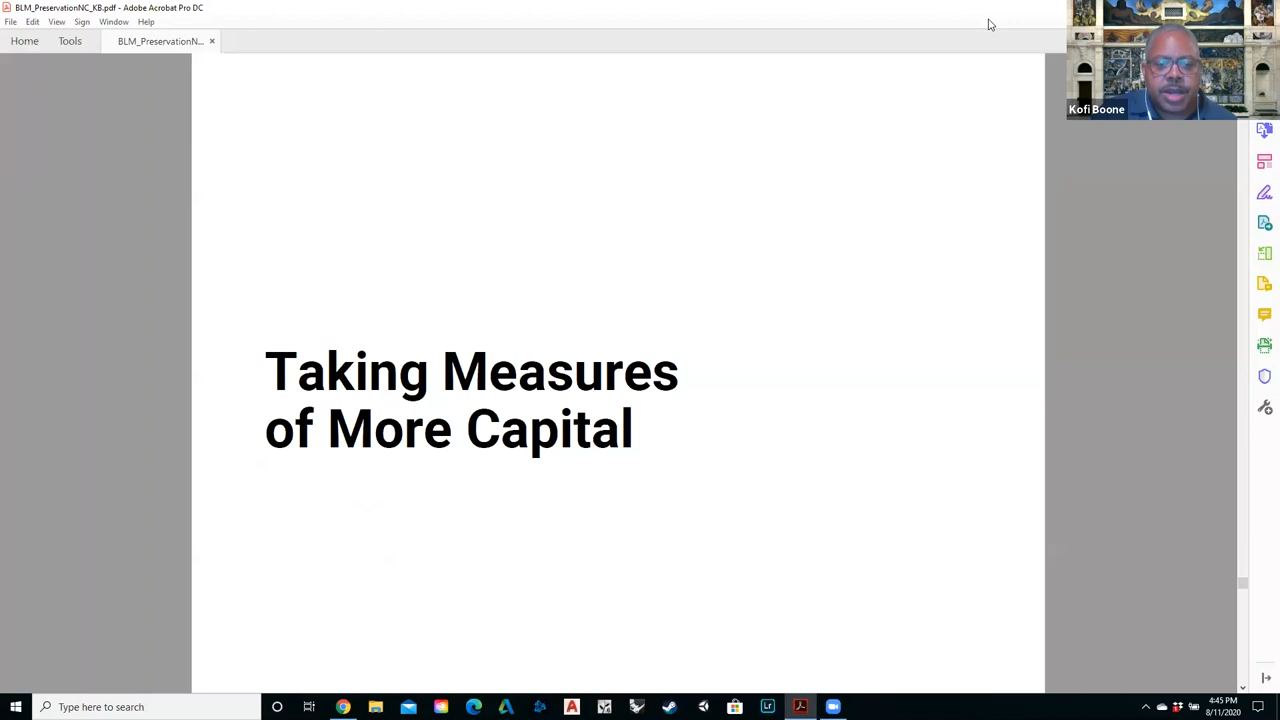 BLM_PreservationNC_KB.pdf - Adobe Acrobat Pro DC
File Edit View Sign Window Help
Home Tools BLM_PreservationN... ×
Kofi Boone
Taking Measures
of More Capital
Type here to search
4:45 PM
8/11/2020